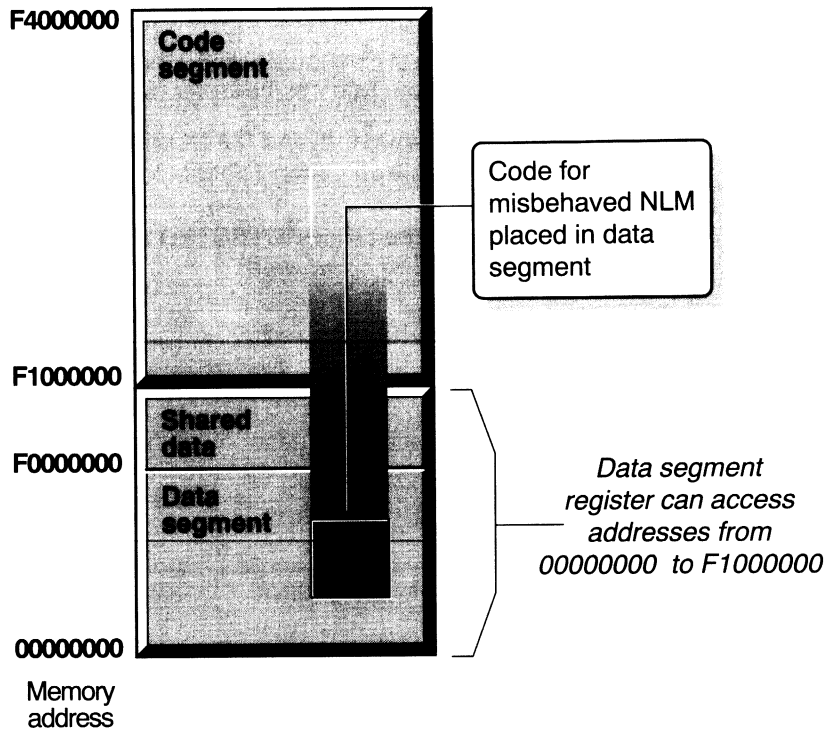 F4000000
Code
segment
Code for
misbehaved NLM
placed in data
segment
F1000000
Shared
data
F0000000
Data
segment
Data segment
register can access
addresses from
00000000 to F1000000
00000000
Memory
address